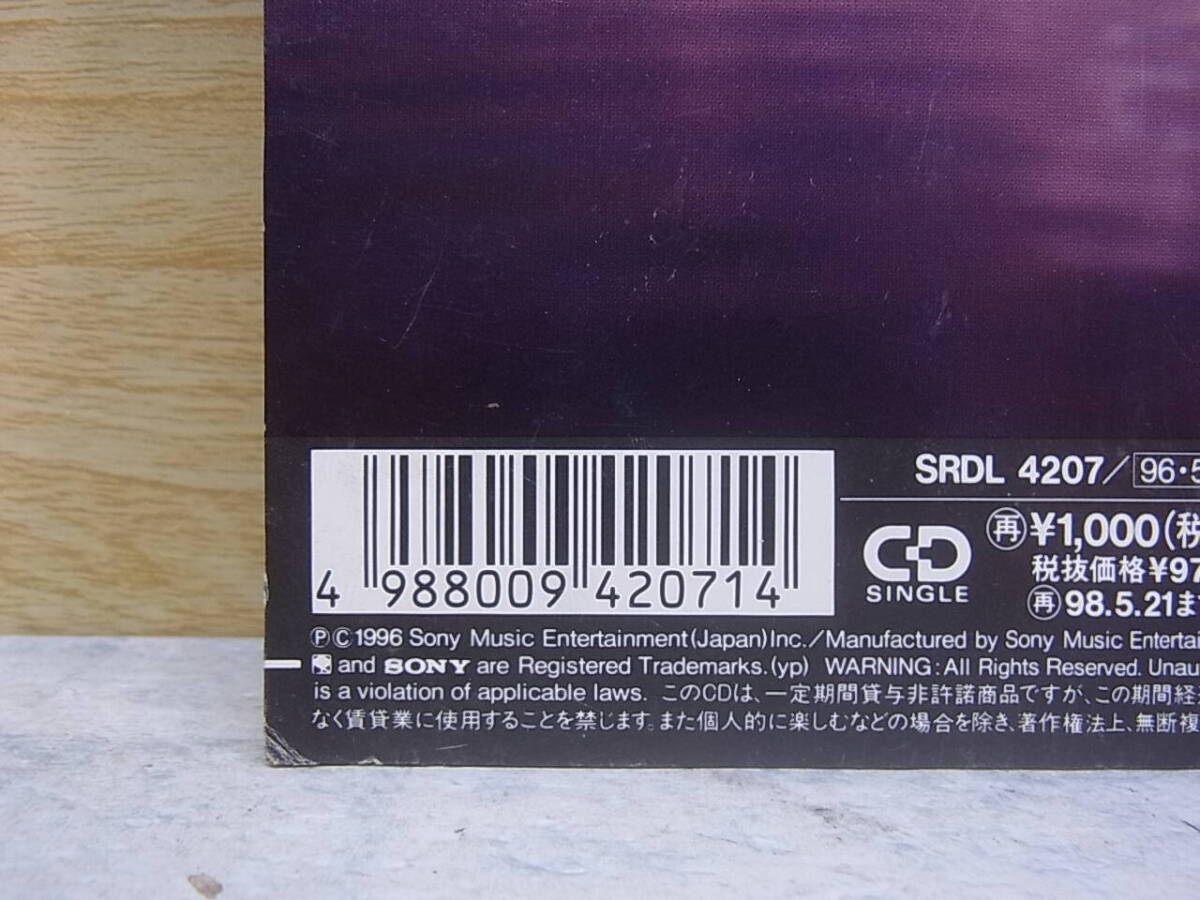 SRDL 4207/ 96・5
CD
SINGLE
再¥1,000(税
税抜価格¥97
再98.5.21ま
4 988009 420714
ⓅⒸ1996 Sony Music Entertainment(Japan)Inc./Manufactured by Sony Music Enterta
and SONY are Registered Trademarks.(yp) WARNING:All Rights Reserved. Unau
is a violation of applicable laws. このCDは、一定期間貸与非許諾商品ですが、この期間経
なく賃貸業に使用することを禁じます。また個人的に楽しむなどの場合を除き、著作権法上、無断複